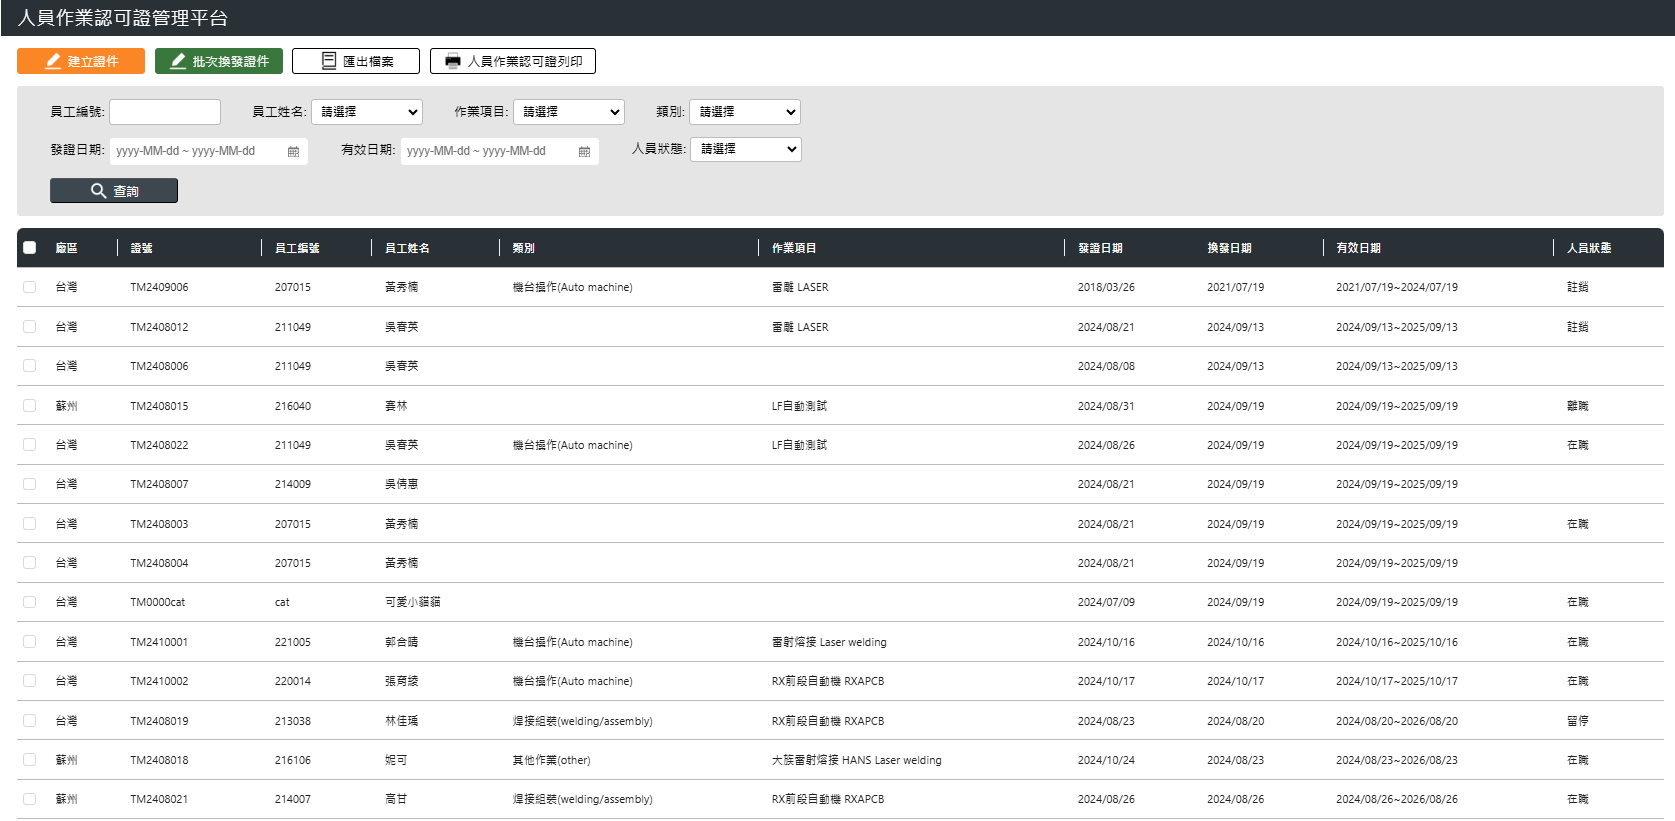 人員作業認可證管理平台
建立證件 批次換發證件 匯出檔案 人員作業認可證列印
員工編號: 員工姓名: 請選擇 作業項目: 請選擇 類別: 請選擇
發證日期: yyyy-MM-dd ~ yyyy-MM-dd 有效日期: yyyy-MM-dd ~ yyyy-MM-dd 人員狀態: 請選擇
查詢
廠區 證號 員工編號 員工姓名 類別 作業項目 發證日期 換發日期 有效日期 人員狀態
台灣 TM2409006 207015 黃秀楠 機台操作(Auto machine) 雷雕 LASER 2018/03/26 2021/07/19 2021/07/19~2024/07/19 註銷
台灣 TM2408012 211049 吳春英 雷雕 LASER 2024/08/21 2024/09/13 2024/09/13~2025/09/13 註銷
台灣 TM2408006 211049 吳春英 2024/08/08 2024/09/13 2024/09/13~2025/09/13
蘇州 TM2408015 216040 賽林 LF自動測試 2024/08/31 2024/09/19 2024/09/19~2025/09/19 離職
台灣 TM2408022 211049 吳春英 機台操作(Auto machine) LF自動測試 2024/08/26 2024/09/19 2024/09/19~2025/09/19 在職
台灣 TM2408007 214009 吳倩惠 2024/08/21 2024/09/19 2024/09/19~2025/09/19
台灣 TM2408003 207015 黃秀楠 2024/08/21 2024/09/19 2024/09/19~2025/09/19 在職
台灣 TM2408004 207015 黃秀楠 2024/08/21 2024/09/19 2024/09/19~2025/09/19
台灣 TM0000cat cat 可愛小貓貓 2024/07/09 2024/09/19 2024/09/19~2025/09/19 在職
台灣 TM2410001 221005 機台操作(Auto machine) 雷射熔接 Laser welding 2024/10/16 2024/10/16 2024/10/16~2025/10/16 在職
台灣 TM2410002 220014 機台操作(Auto machine) RX前段自動機 RXAPCB 2024/10/17 2024/10/17 2024/10/17~2025/10/17 在職
台灣 TM2408019 213038 林佳瑀 焊接組裝(welding/assembly) RX前段自動機 RXAPCB 2024/08/23 2024/08/20 2024/08/20~2026/08/20 留停
蘇州 TM2408018 216106 妮可 其他作業(other) 大族雷射熔接 HANS Laser welding 2024/10/24 2024/08/23 2024/08/23~2026/08/23 在職
蘇州 TM2408021 214007 高甘 焊接組裝(welding/assembly) RX前段自動機 RXAPCB 2024/08/26 2024/08/26 2024/08/26~2026/08/26 在職